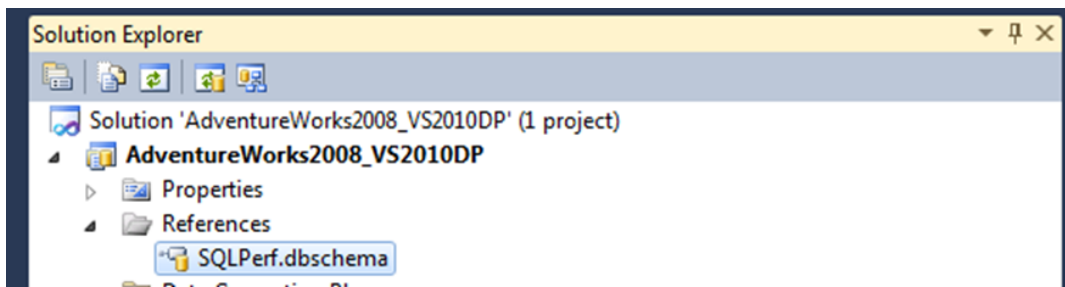 Solution Explorer
Solution 'AdventureWorks2008_VS2010DP' (1 project)
AdventureWorks2008_VS2010DP
Properties
References
SQLPerf.dbschema